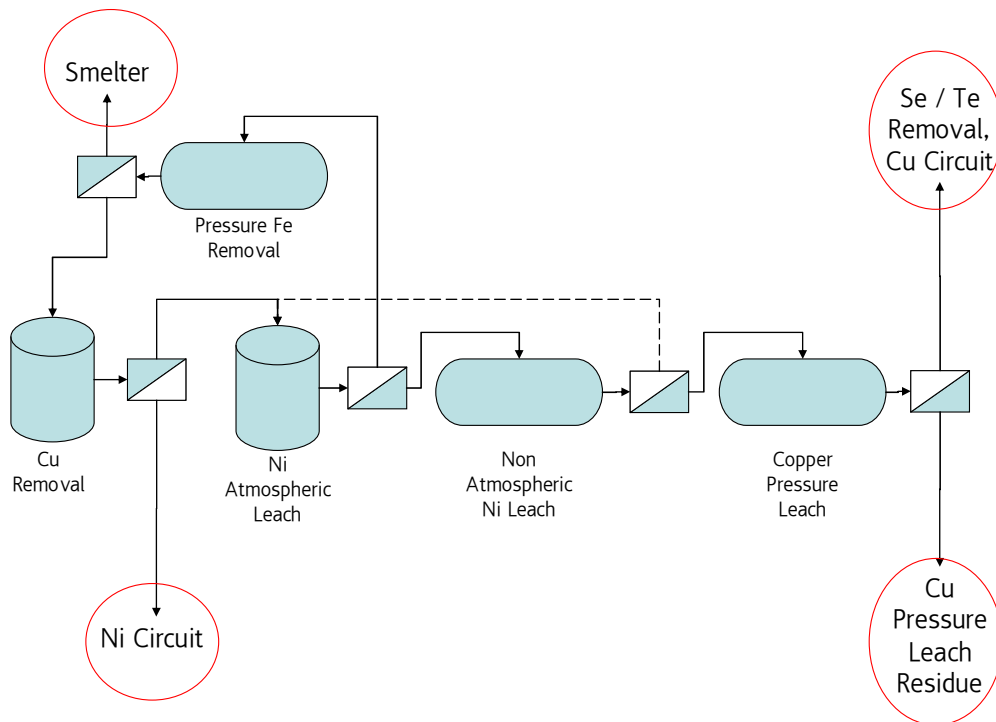 Smelter
Se / Te
Removal,
Cu Circuit
Pressure Fe
Removal
Cu
Removal
Ni
Atmospheric
Leach
Non
Atmospheric
Ni Leach
Copper
Pressure
Leach
Ni Circuit
Cu
Pressure
Leach
Residue